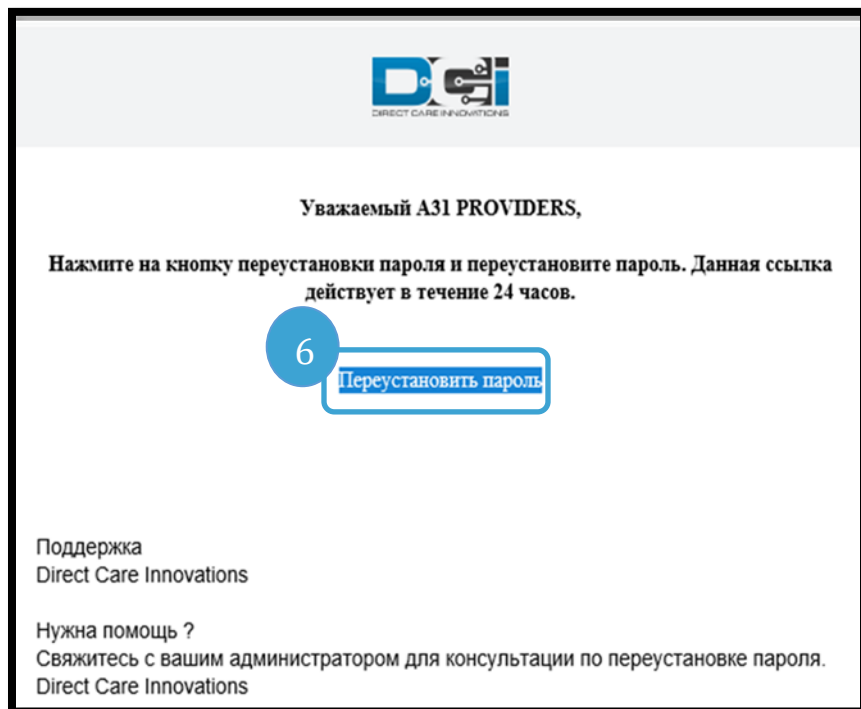 DCi
DIRECT CARE INNOVATIONS
Уважаемый A31 PROVIDERS,
Нажмите на кнопку переустановки пароля и переустановите пароль. Данная ссылка
действует в течение 24 часов.
6
Переустановить пароль
Поддержка
Direct Care Innovations
Нужна помощь ?
Свяжитесь с вашим администратором для консультации по переустановке пароля.
Direct Care Innovations